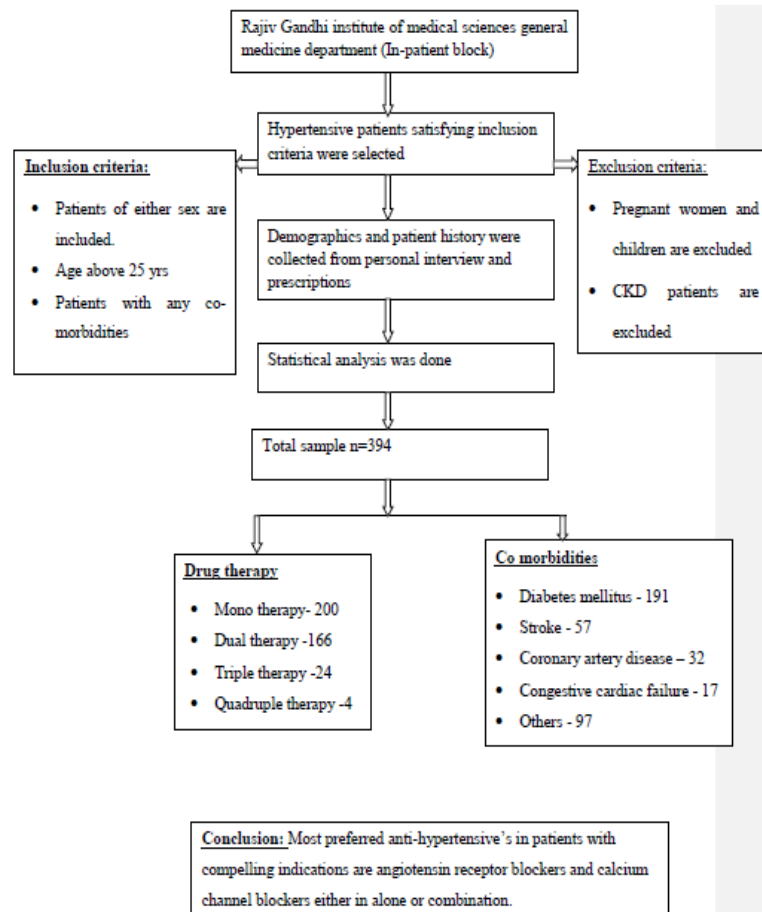 Rajiv Gandhi institute of medical sciences general
medicine department (In-patient block)
Hypertensive patients satisfying inclusion
criteria were selected
Inclusion criteria:
• Patients of either sex are
included.
• Age above 25 yrs
• Patients with any co-
morbidities
Exclusion criteria:
• Pregnant women and
children are excluded
• CKD patients are
excluded
Demographics and patient history were
collected from personal interview and
prescriptions
Statistical analysis was done
Total sample n=394
Drug therapy
• Mono therapy- 200
• Dual therapy -166
• Triple therapy -24
• Quadruple therapy -4
Co morbidities
• Diabetes mellitus - 191
• Stroke - 57
• Coronary artery disease – 32
• Congestive cardiac failure - 17
• Others - 97
Conclusion: Most preferred anti-hypertensive’s in patients with
compelling indications are angiotensin receptor blockers and calcium
channel blockers either in alone or combination.